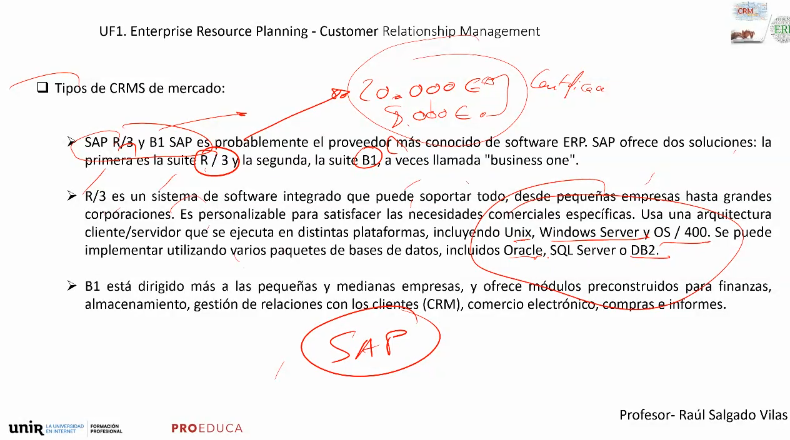 CRM
ERP
UF1. Enterprise Resource Planning - Customer Relationship Management
Tipos de CRMS de mercado:
20.000 €
8.000 €
SAP R/3 y B1 SAP es probablemente el proveedor más conocido de software ERP. SAP ofrece dos soluciones: la
primera es la suite R / 3 y la segunda, la suite B1, a veces llamada "business one".
R/3 es un sistema de software integrado que puede soportar todo, desde pequeñas empresas hasta grandes
corporaciones. Es personalizable para satisfacer las necesidades comerciales específicas. Usa una arquitectura
cliente/servidor que se ejecuta en distintas plataformas, incluyendo Unix, Windows Server y OS / 400. Se puede
implementar utilizando varios paquetes de bases de datos, incluidos Oracle, SQL Server o DB2.
B1 está dirigido más a las pequeñas y medianas empresas, y ofrece módulos preconstruidos para finanzas,
almacenamiento, gestión de relaciones con los clientes (CRM), comercio electrónico, compras e informes.
SAP
Profesor- Raúl Salgado Vilas
unir LA UNIVERSIDAD EN INTERNET FORMACIÓN PROFESIONAL
PROEDUCA